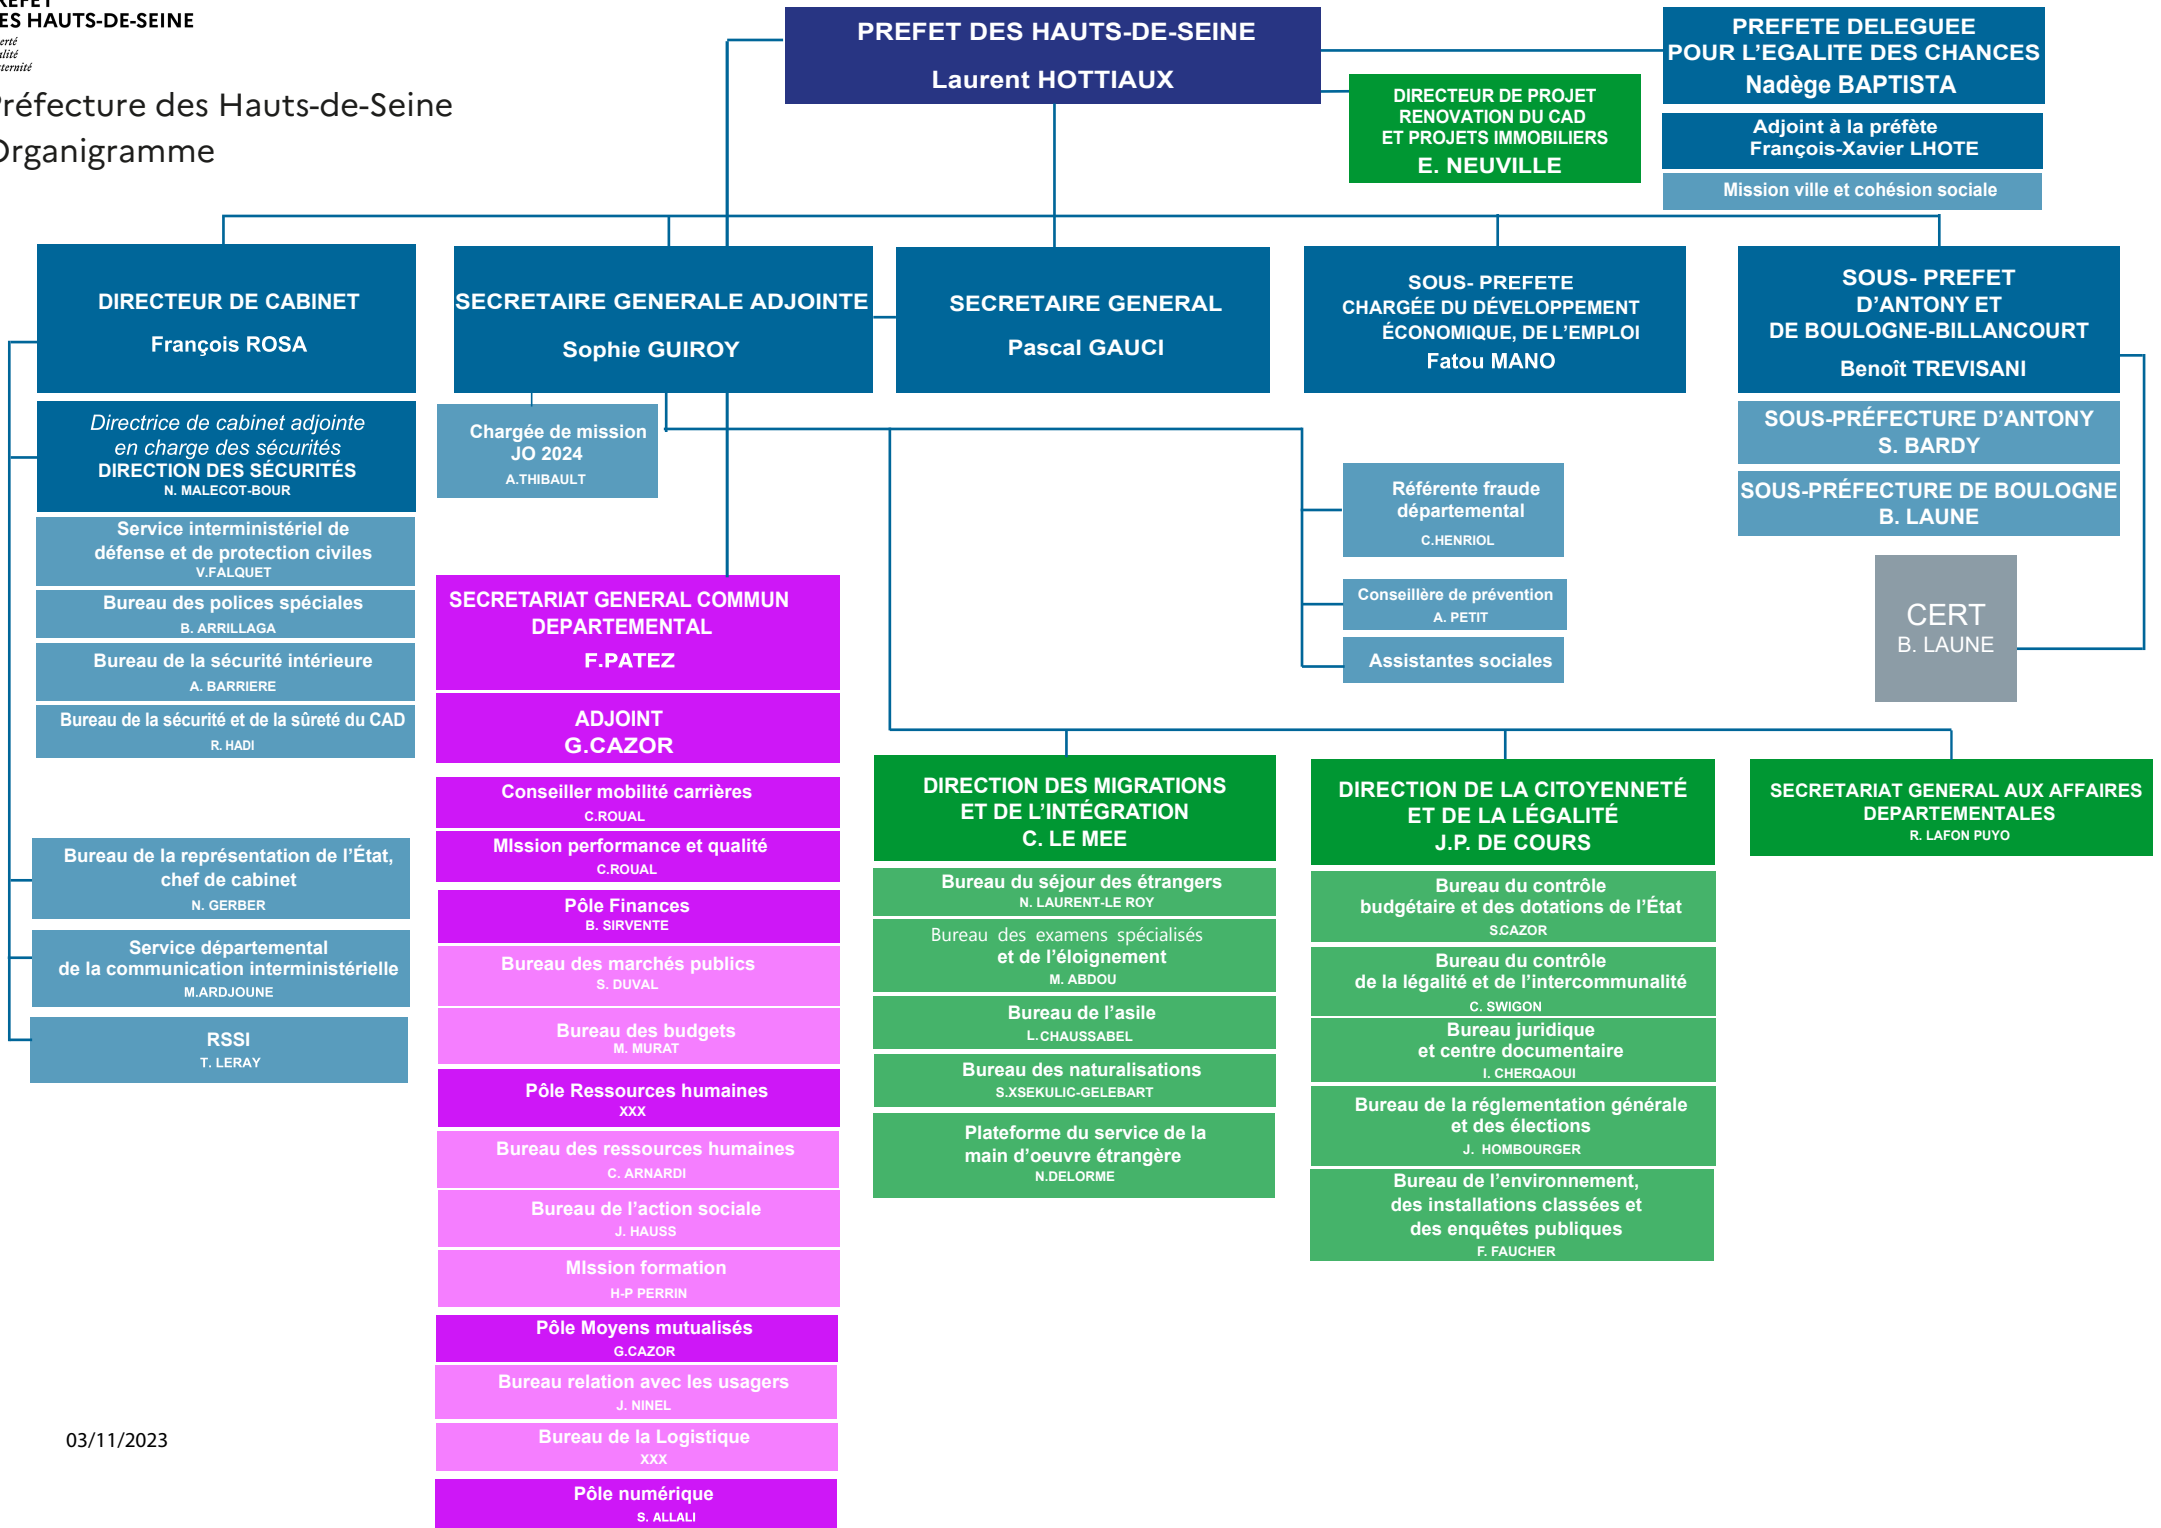 ES HAUTS-DE-SEINE
Préfecture des Hauts-de-Seine
Organigramme
PREFET DES HAUTS-DE-SEINE
Laurent HOTTIAUX
PREFETE DELEGUEE
POUR L'EGALITE DES CHANCES
Nadège BAPTISTA
DIRECTEUR DE PROJET
RENOVATION DU CAD
ET PROJETS IMMOBILIERS
E. NEUVILLE
Adjoint à la préfète
François-Xavier LHOTE
Mission ville et cohésion sociale
DIRECTEUR DE CABINET
François ROSA
SECRETAIRE GENERALE ADJOINTE
Sophie GUIROY
SECRETAIRE GENERAL
Pascal GAUCI
SOUS- PREFETE
CHARGÉE DU DÉVELOPPEMENT
ÉCONOMIQUE, DE L'EMPLOI
Fatou MANO
SOUS- PREFET
D'ANTONY ET
DE BOULOGNE-BILLANCOURT
Benoît TREVISANI
Directrice de cabinet adjointe
en charge des sécurités
DIRECTION DES SÉCURITÉS
N. MALECOT-BOUR
Service interministériel de
défense et de protection civiles
V.FALQUET
Bureau des polices spéciales
B. ARRILLAGA
Bureau de la sécurité intérieure
A. BARRIERE
Bureau de la sécurité et de la sûreté du CAD
R. HADI
Bureau de la représentation de l'État,
chef de cabinet
N. GERBER
Service départemental
de la communication interministérielle
M.ARDJOUNE
RSSI
T. LERAY
Chargée de mission
JO 2024
A.THIBAULT
SECRETARIAT GENERAL COMMUN
DEPARTEMENTAL
F.PATEZ
ADJOINT
G.CAZOR
Conseiller mobilité carrières
C.ROUAL
MIssion performance et qualité
C.ROUAL
Pôle Finances
B. SIRVENTE
Bureau des marchés publics
S. DUVAL
Bureau des budgets
M. MURAT
Pôle Ressources humaines
XXX
Bureau des ressources humaines
C. ARNARDI
Bureau de l'action sociale
J. HAUSS
MIssion formation
H-P PERRIN
Pôle Moyens mutualisés
G.CAZOR
Bureau relation avec les usagers
J. NINEL
Bureau de la Logistique
XXX
Pôle numérique
S. ALLALI
Référente fraude
départemental
C.HENRIOL
Conseillère de prévention
A. PETIT
Assistantes sociales
SOUS-PRÉFECTURE D'ANTONY
S. BARDY
SOUS-PRÉFECTURE DE BOULOGNE
B. LAUNE
CERT
B. LAUNE
DIRECTION DES MIGRATIONS
ET DE L'INTÉGRATION
C. LE MEE
Bureau du séjour des étrangers
N. LAURENT-LE ROY
Bureau des examens spécialisés
et de l'éloignement
M. ABDOU
Bureau de l'asile
L.CHAUSSABEL
Bureau des naturalisations
S.XSEKULIC-GELEBART
Plateforme du service de la
main d'oeuvre étrangère
N.DELORME
DIRECTION DE LA CITOYENNETÉ
ET DE LA LÉGALITÉ
J.P. DE COURS
Bureau du contrôle
budgétaire et des dotations de l'État
S.CAZOR
Bureau du contrôle
de la légalité et de l'intercommunalité
C. SWIGON
Bureau juridique
et centre documentaire
I. CHERQAOUI
Bureau de la réglementation générale
et des élections
J. HOMBOURGER
Bureau de l'environnement,
des installations classées et
des enquêtes publiques
F. FAUCHER
SECRETARIAT GENERAL AUX AFFAIRES
DEPARTEMENTALES
R. LAFON PUYO
03/11/2023